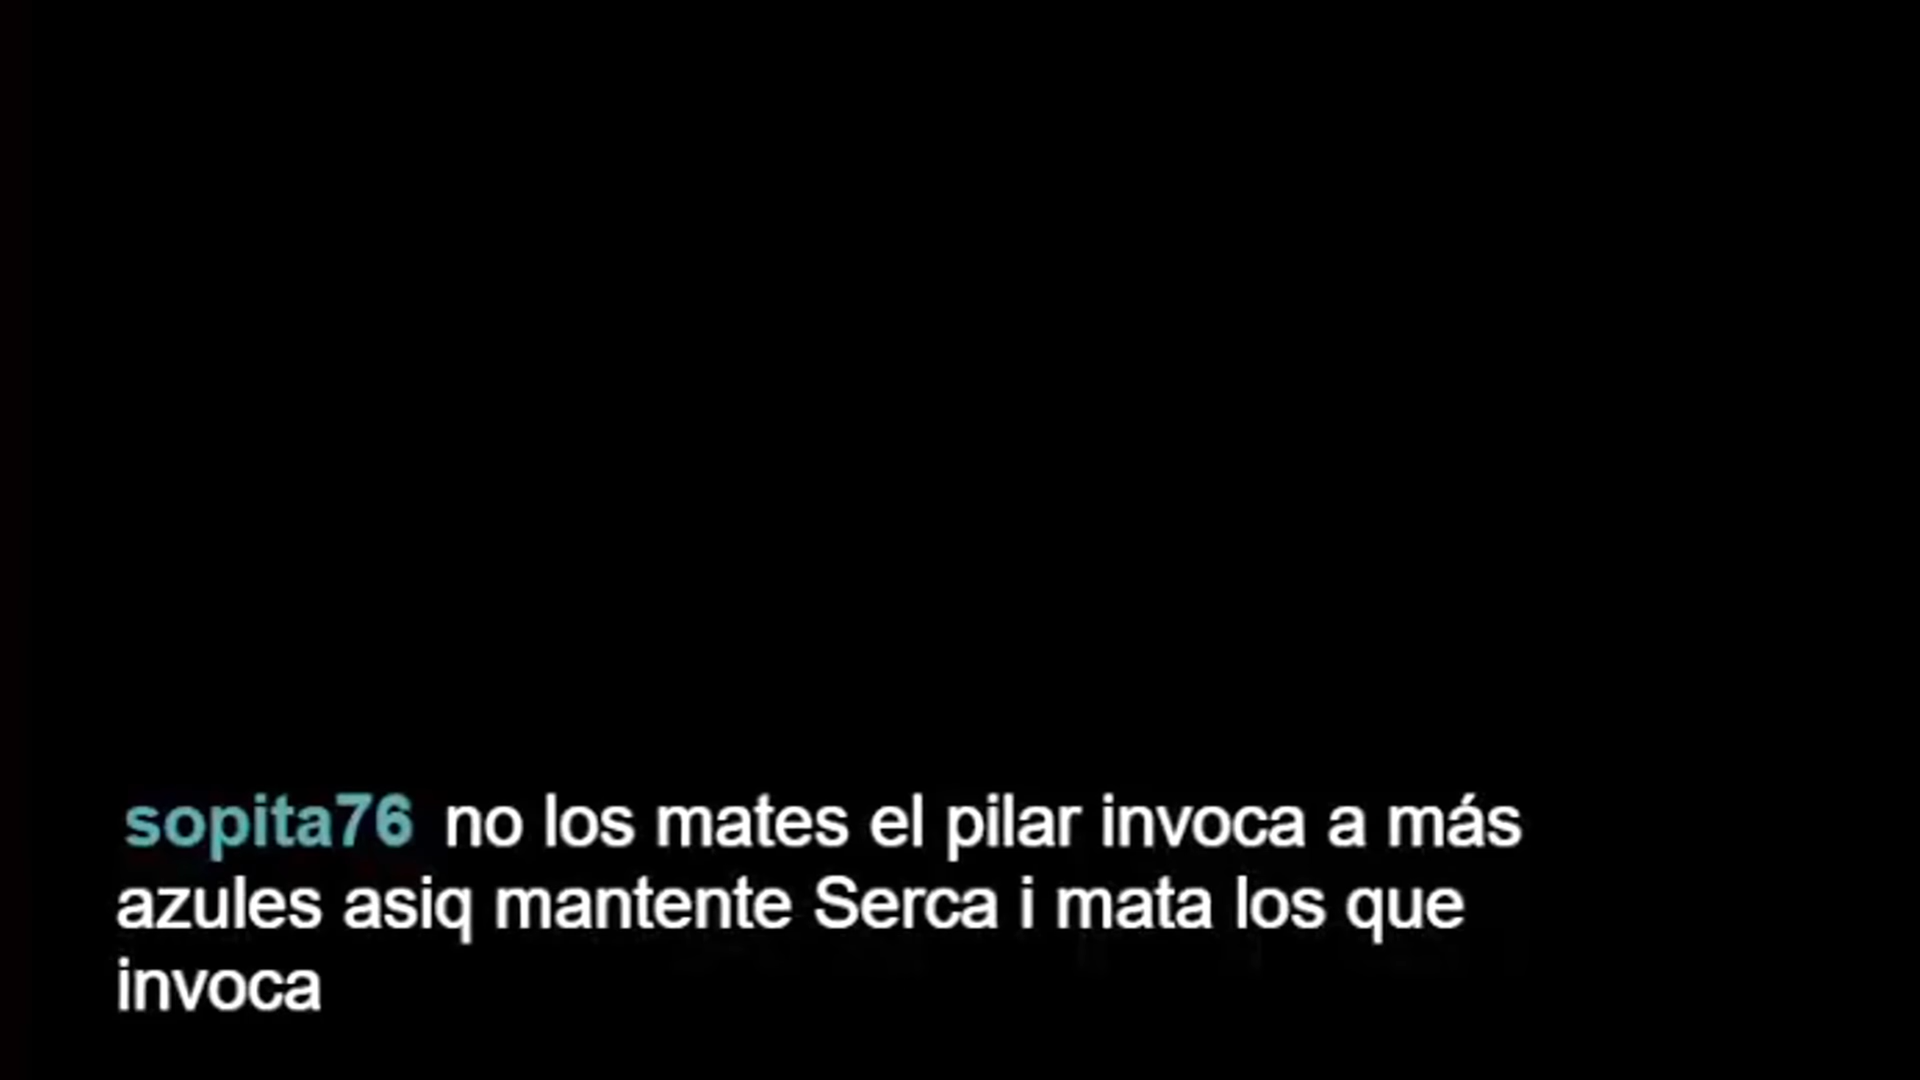 sopita76 no los mates el pilar invoca a más
azules asiq mantente Serca i mata los que
invoca